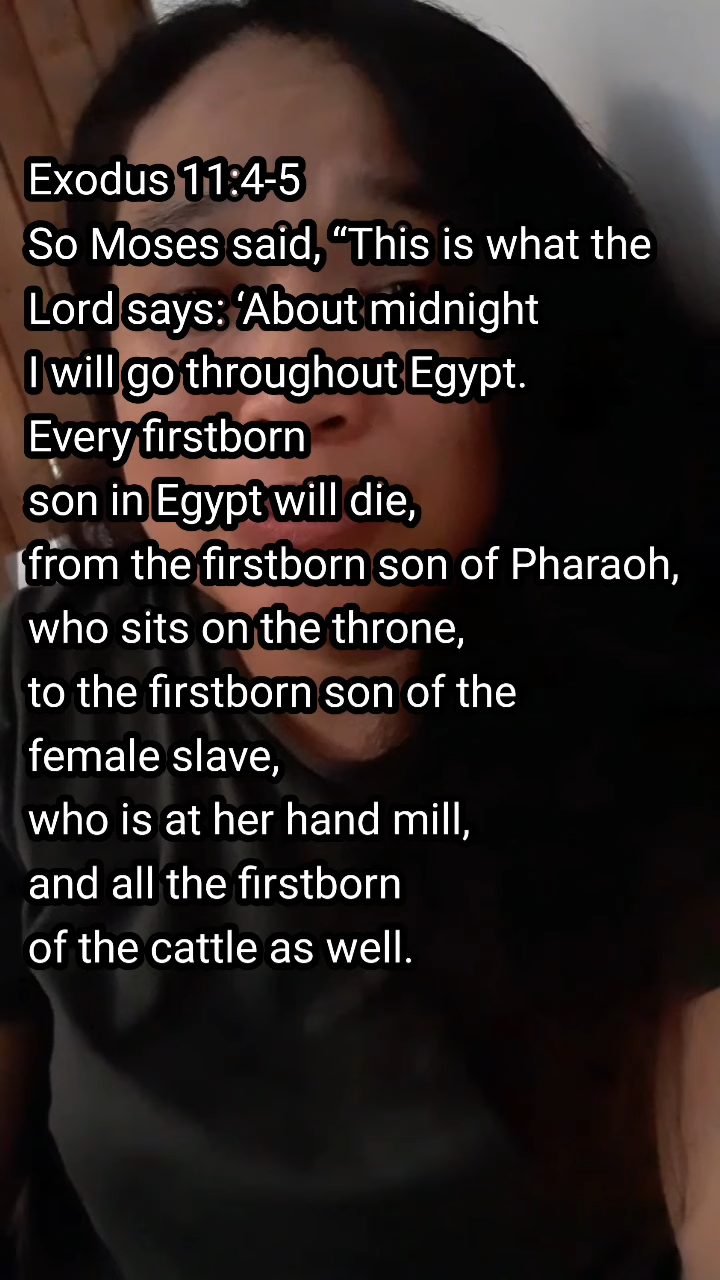 Exodus 11:4-5
So Moses said, “This is what the
Lord says: ‘About midnight
I will go throughout Egypt.
Every firstborn
son in Egypt will die,
from the firstborn son of Pharaoh,
who sits on the throne,
to the firstborn son of the
female slave,
who is at her hand mill,
and all the firstborn
of the cattle as well.